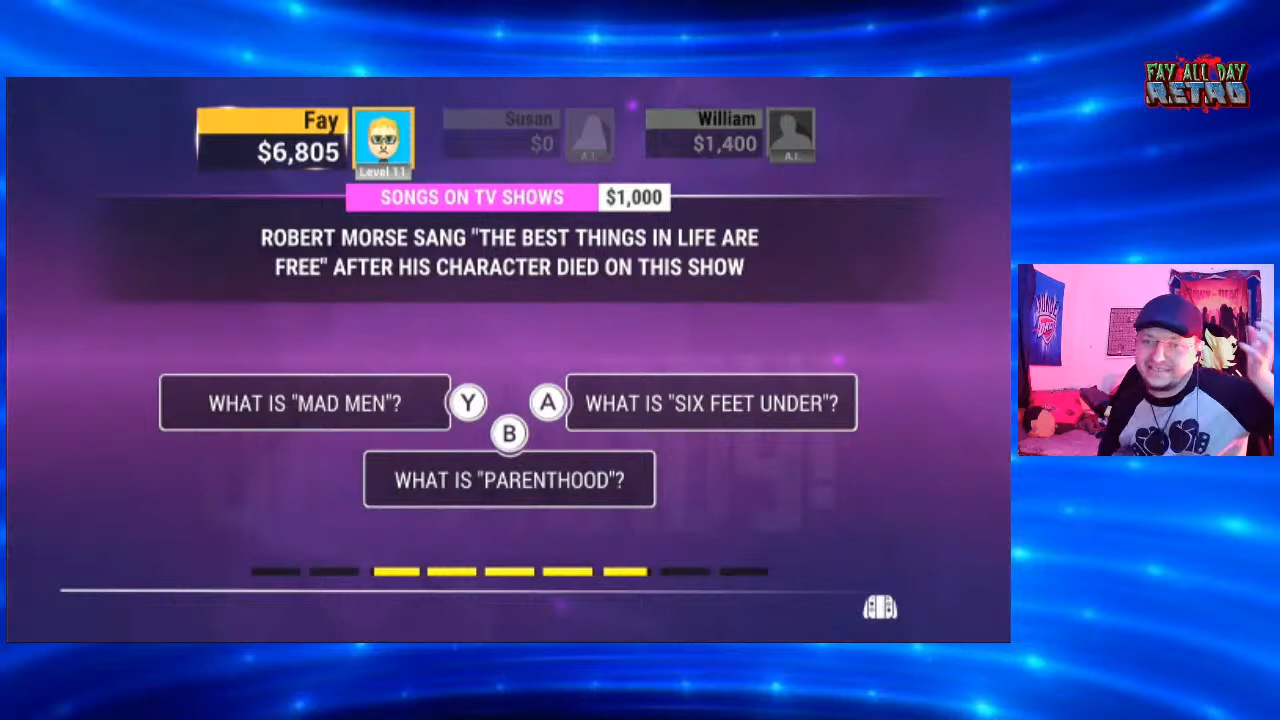 FAY ALL DAY
RETRO
Fay
$6,805
Level 11
Susan
$0
A.I.
William
$1,400
A.I.
SONGS ON TV SHOWS $1,000
ROBERT MORSE SANG "THE BEST THINGS IN LIFE ARE
FREE" AFTER HIS CHARACTER DIED ON THIS SHOW
WHAT IS "MAD MEN"? Y
A WHAT IS "SIX FEET UNDER"?
B
WHAT IS "PARENTHOOD"?